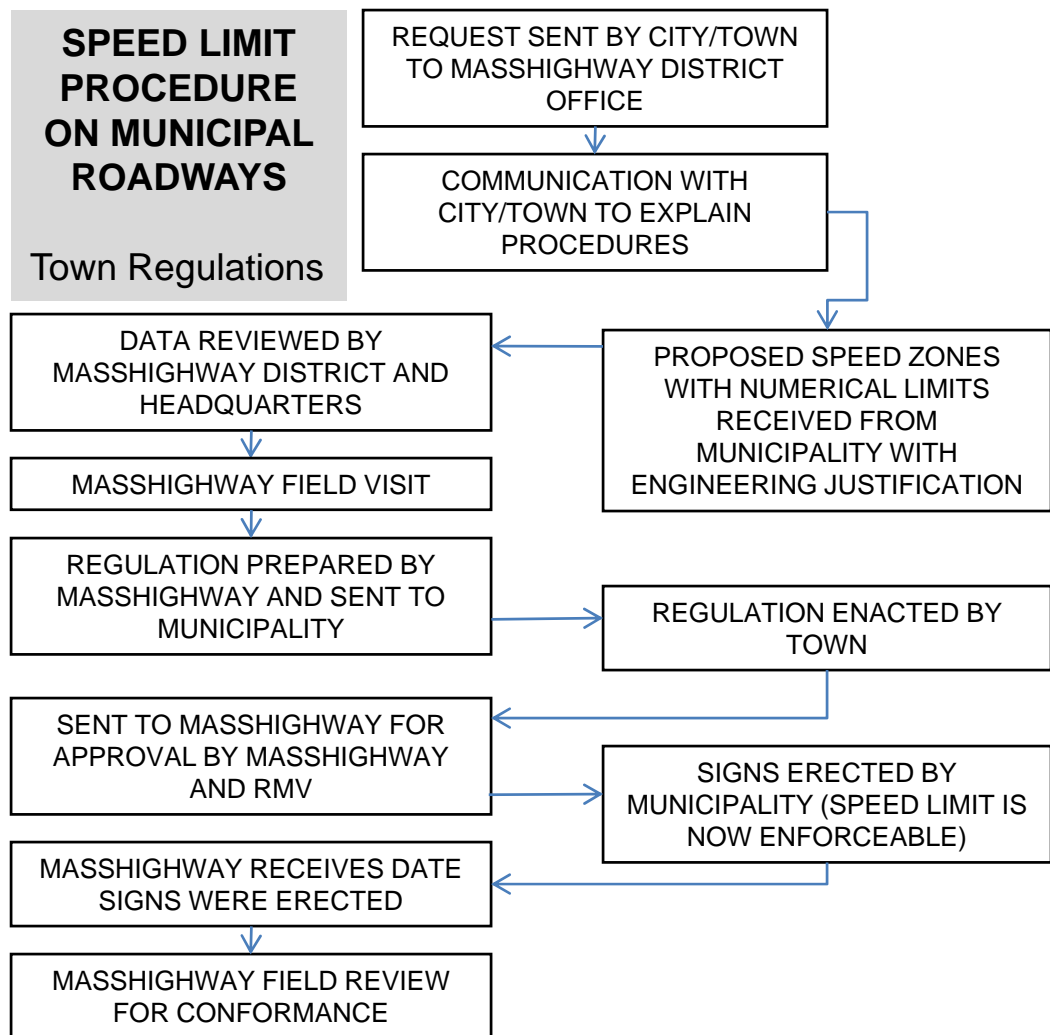 SPEED LIMIT
PROCEDURE
ON MUNICIPAL
ROADWAYS
Town Regulations
REQUEST SENT BY CITY/TOWN
TO MASSHIGHWAY DISTRICT
OFFICE
COMMUNICATION WITH
CITY/TOWN TO EXPLAIN
PROCEDURES
PROPOSED SPEED ZONES
WITH NUMERICAL LIMITS
RECEIVED FROM
MUNICIPALITY WITH
ENGINEERING JUSTIFICATION
DATA REVIEWED BY
MASSHIGHWAY DISTRICT AND
HEADQUARTERS
MASSHIGHWAY FIELD VISIT
REGULATION PREPARED BY
MASSHIGHWAY AND SENT TO
MUNICIPALITY
REGULATION ENACTED BY
TOWN
SENT TO MASSHIGHWAY FOR
APPROVAL BY MASSHIGHWAY
AND RMV
SIGNS ERECTED BY
MUNICIPALITY (SPEED LIMIT IS
NOW ENFORCEABLE)
MASSHIGHWAY RECEIVES DATE
SIGNS WERE ERECTED
MASSHIGHWAY FIELD REVIEW
FOR CONFORMANCE